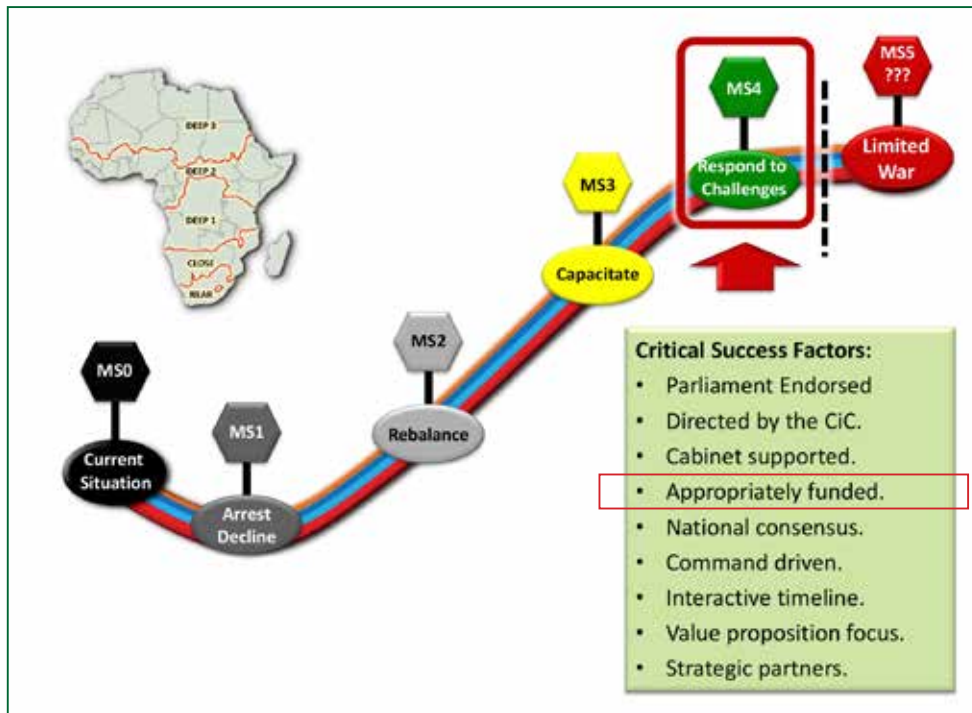 DEEP 3
DEEP 2
DEEP 1
CLOSE
NEAR
MS0
Current
Situation
MS1
Arrest
Decline
MS2
Rebalance
MS3
Capacitate
MS4
Respond to
Challenges
MS5
???
Limited
War
Critical Success Factors:
• Parliament Endorsed
• Directed by the CiC.
• Cabinet supported.
• Appropriately funded.
• National consensus.
• Command driven.
• Interactive timeline.
• Value proposition focus.
• Strategic partners.